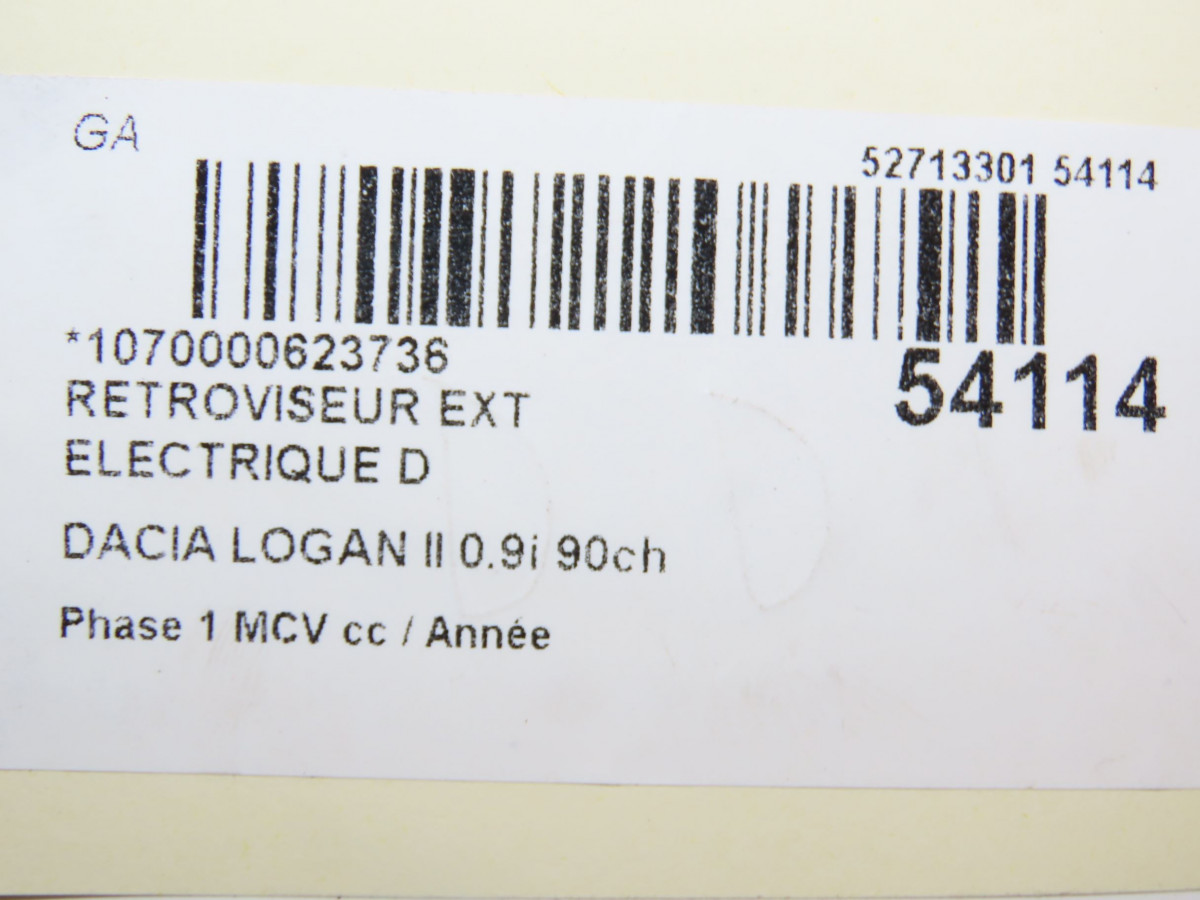 GA
52713301 54114
*1070000623736
54114
RETROVISEUR EXT
ELECTRIQUE D
DACIA LOGAN II 0.9i 90ch
Phase 1 MCV cc / Année